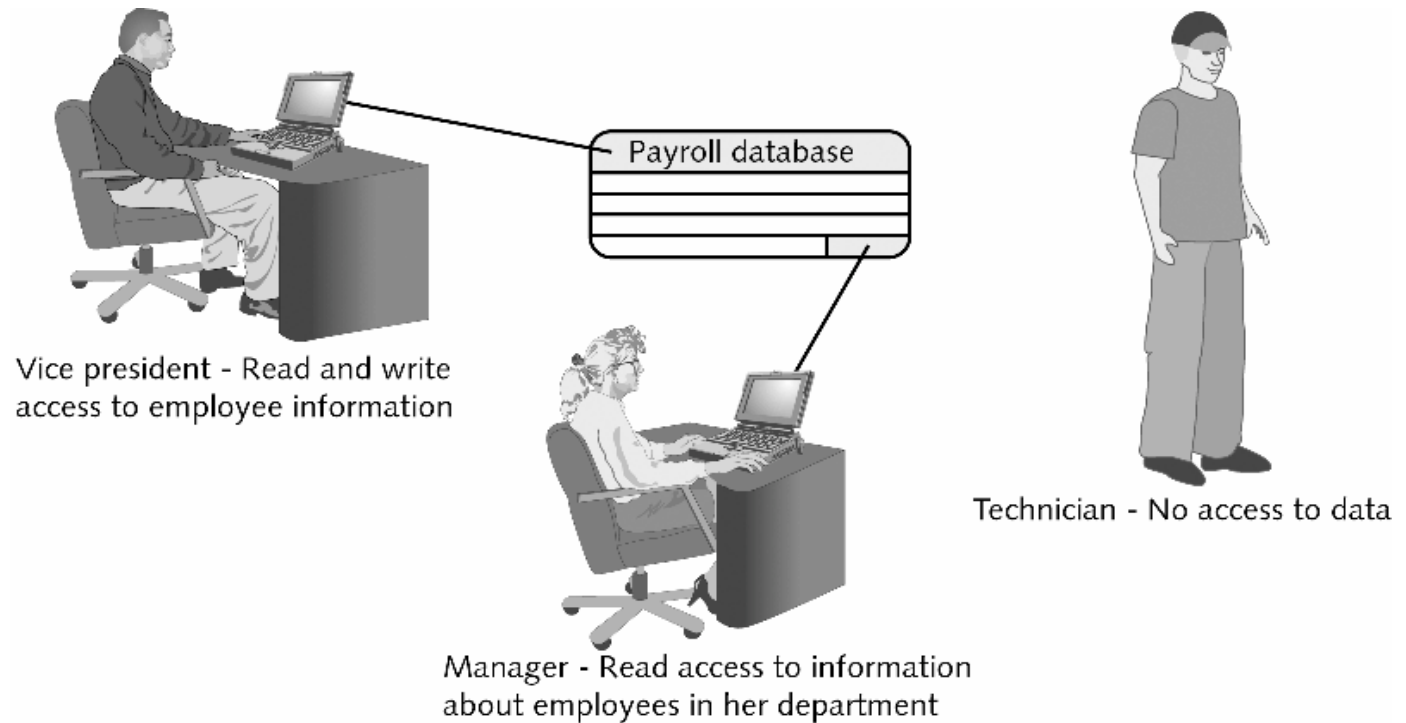 Payroll database
Vice president - Read and write
access to employee information
Technician - No access to data
Manager - Read access to information
about employees in her department